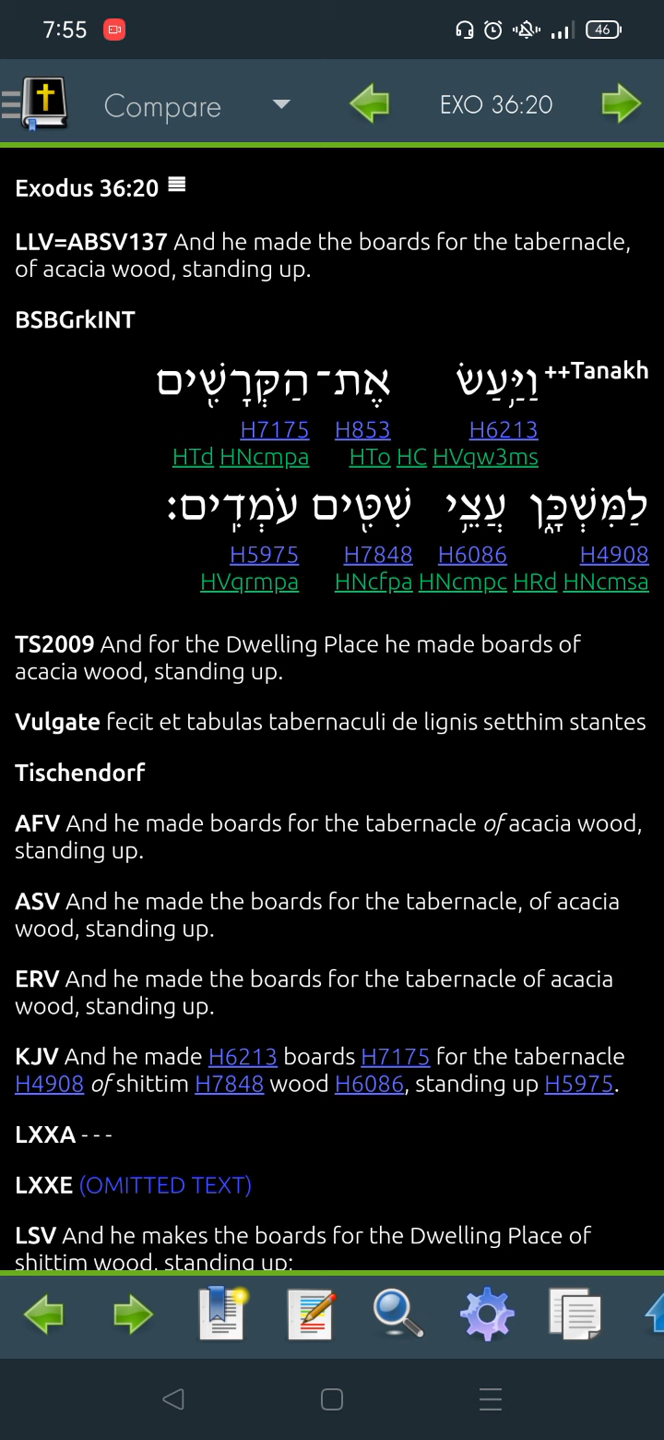 7:55
46
Compare
EXO 36:20
Exodus 36:20
LLV=ABSV137 And he made the boards for the tabernacle,
of acacia wood, standing up.
BSBGrkINT
++Tanakh וַיַּ֥עַשׂ אֶת־הַקְּרָשִׁ֖ים
H7175 H853 H6213
HTd HNcmpa HTo HC HVqw3ms
לַמִּשְׁכָּ֑ן עֲצֵ֥י שִׁטִּ֖ים עֹמְדִֽים׃
H5975 H7848 H6086 H4908
HVqrmpa HNcfpa HNcmpc HRd HNcmsa
TS2009 And for the Dwelling Place he made boards of
acacia wood, standing up.
Vulgate fecit et tabulas tabernaculi de lignis setthim stantes
Tischendorf
AFV And he made boards for the tabernacle of acacia wood,
standing up.
ASV And he made the boards for the tabernacle, of acacia
wood, standing up.
ERV And he made the boards for the tabernacle of acacia
wood, standing up.
KJV And he made H6213 boards H7175 for the tabernacle
H4908 of shittim H7848 wood H6086, standing up H5975.
LXXA - - -
LXXE (OMITTED TEXT)
LSV And he makes the boards for the Dwelling Place of
shittim wood, standing up;